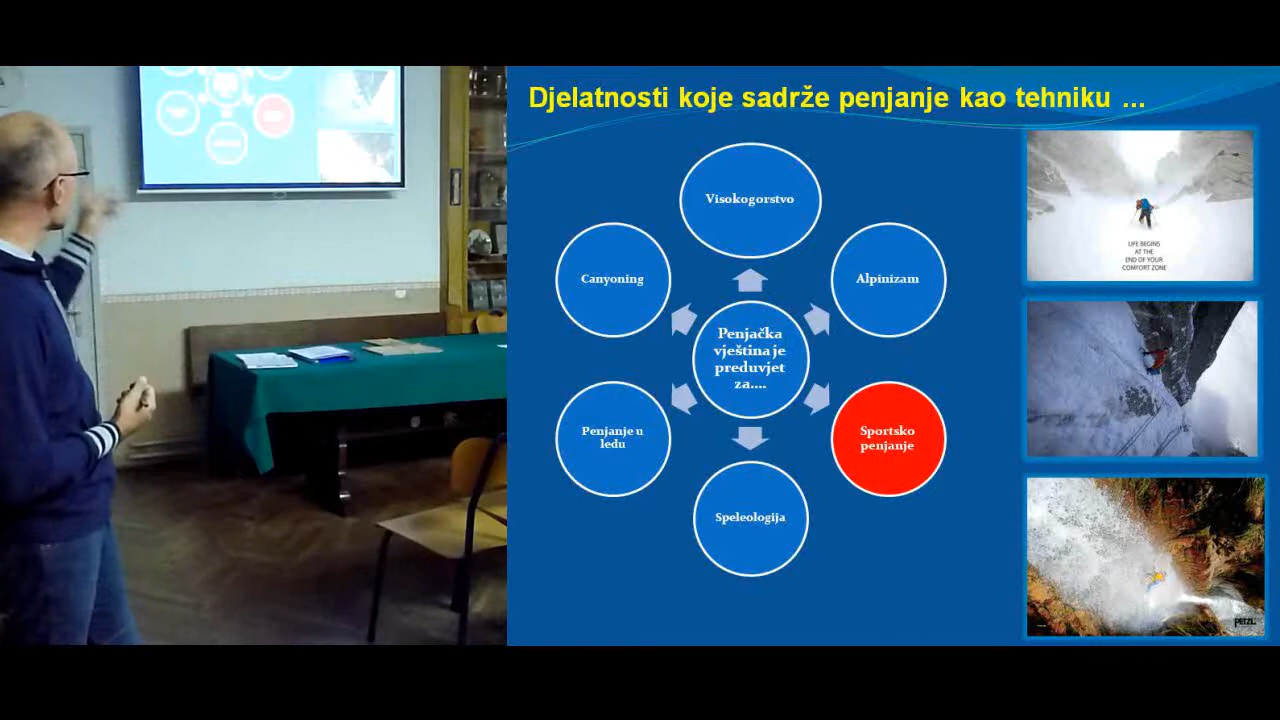 Djelatnosti koje sadrže penjanje kao tehniku ...
Visokogorstvo
Canyoning
Alpinizam
Penjačka
vještina je
preduvjet
za....
Penjanje u
ledu
Sportsko
penjanje
Speleologija
LIFE BEGINS
AT THE
END OF YOUR
COMFORT ZONE
PETZL